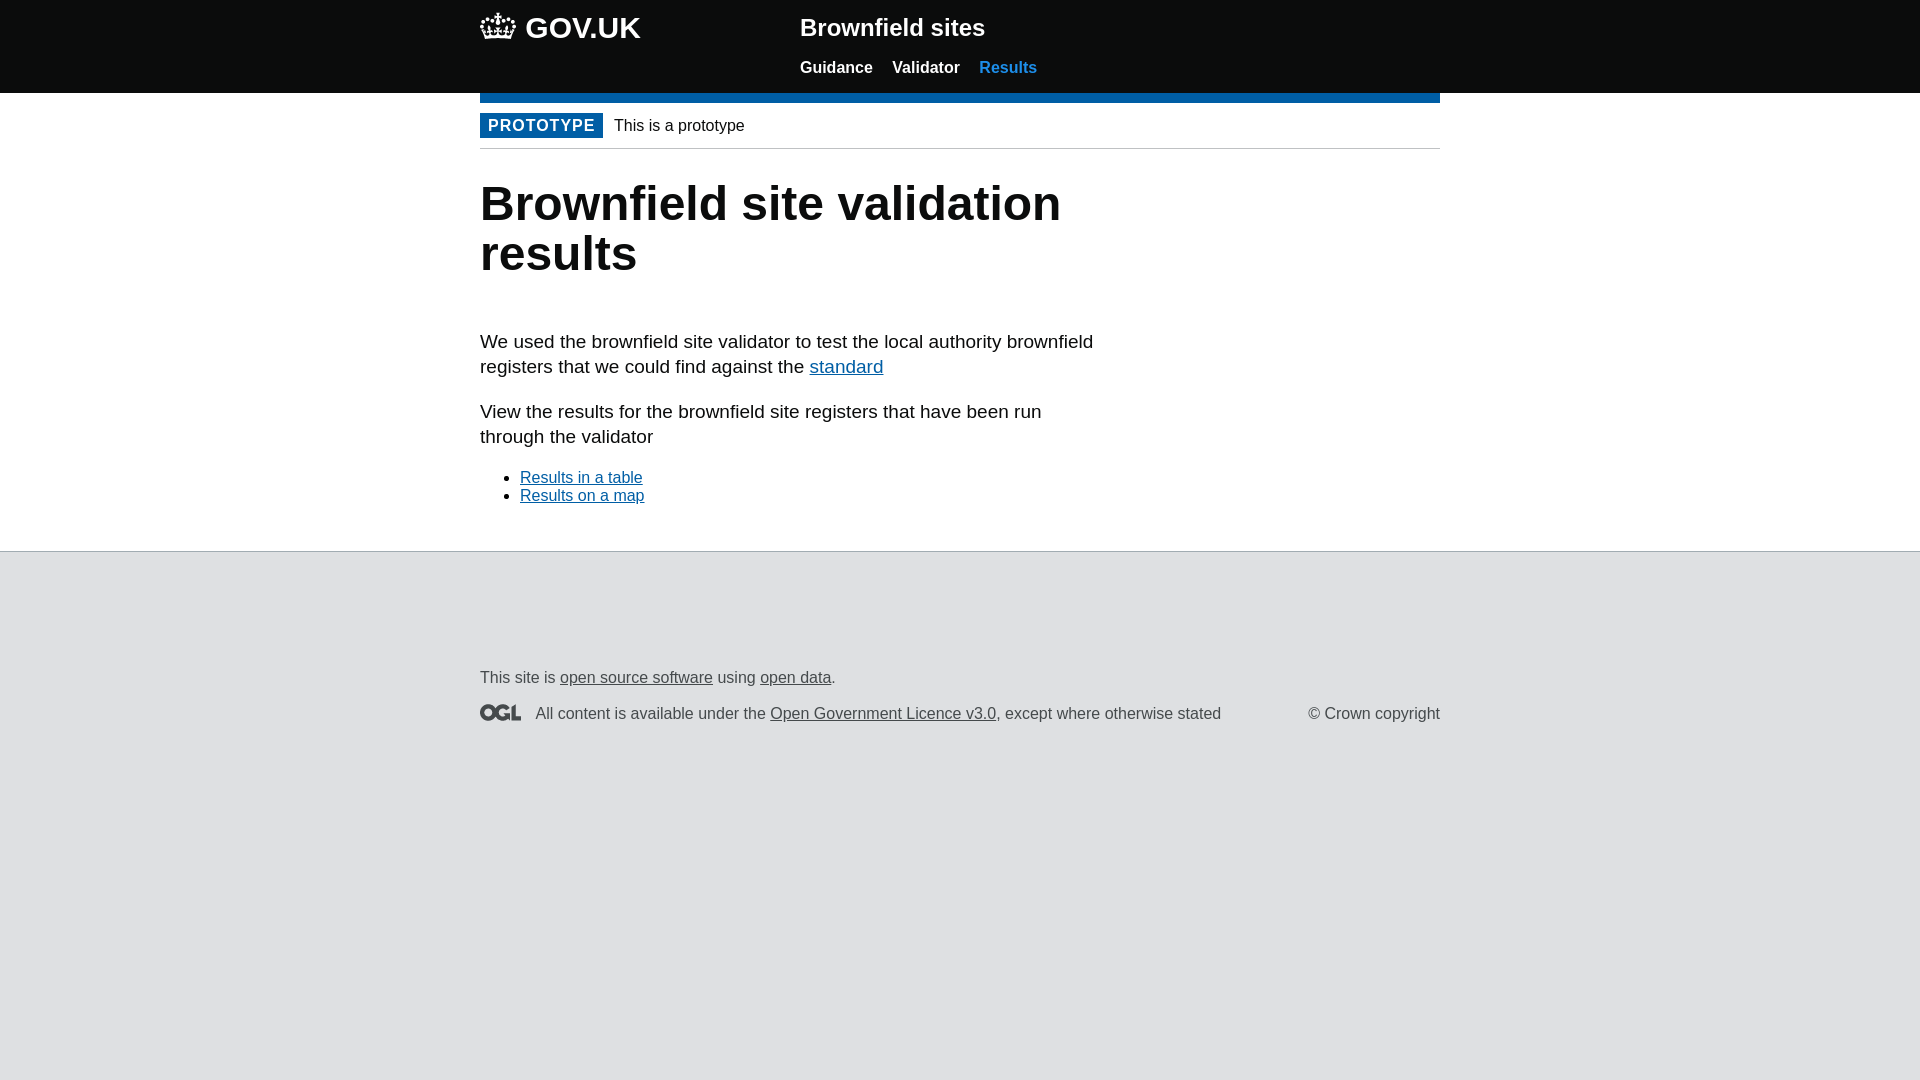 GOV.UK
Brownfield sites
Guidance Validator Results
PROTOTYPE This is a prototype
Brownfield site validation
results
We used the brownfield site validator to test the local authority brownfield
registers that we could find against the standard
View the results for the brownfield site registers that have been run
through the validator
Results in a table
Results on a map
This site is open source software using open data.
OGL All content is available under the Open Government Licence v3.0, except where otherwise stated
© Crown copyright